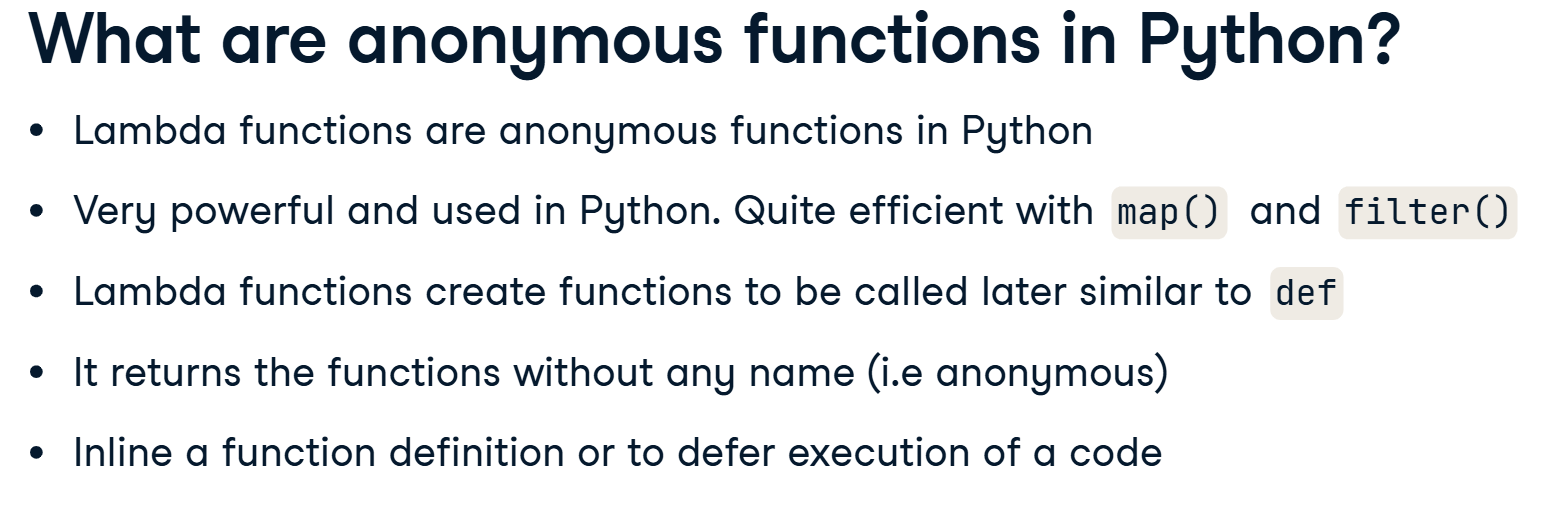 What are anonymous functions in Python?
• Lambda functions are anonymous functions in Python
• Very powerful and used in Python. Quite efficient with map() and filter()
• Lambda functions create functions to be called later similar to def
• It returns the functions without any name (i.e anonymous)
• Inline a function definition or to defer execution of a code